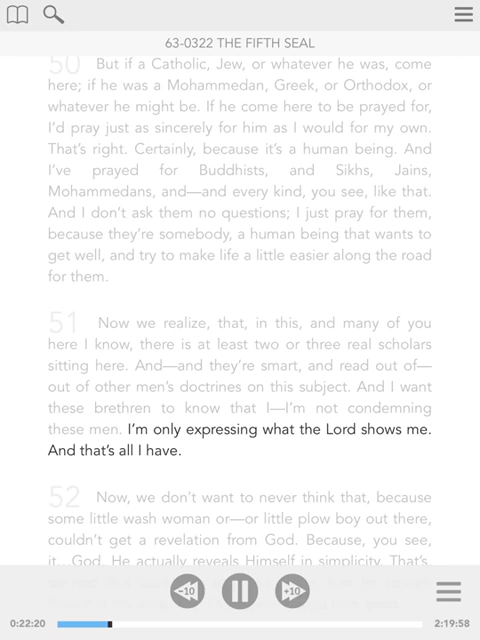 63-0322 THE FIFTH SEAL
50 But if a Catholic, Jew, or whatever he was, come
here; if he was a Mohammedan, Greek, or Orthodox, or
whatever he might be. If he come here to be prayed for,
I'd pray just as sincerely for him as I would for my own.
That's right. Certainly, because it's a human being. And
I've prayed for Buddhists, and Sikhs, Jains,
Mohammedans, and—and every kind, you see, like that.
And I don't ask them no questions; I just pray for them,
because they're somebody, a human being that wants to
get well, and try to make life a little easier along the road
for them.
51 Now we realize, that, in this, and many of you
here I know, there is at least two or three real scholars
sitting here. And—and they're smart, and read out of—
out of other men's doctrines on this subject. And I want
these brethren to know that I—I'm not condemning
these men. I'm only expressing what the Lord shows me.
And that's all I have.
52 Now, we don't want to never think that, because
some little wash woman or—or little plow boy out there,
couldn't get a revelation from God. Because, you see,
it...God, He actually reveals Himself in simplicity. That's,
-10 +10
0:22:20 2:19:58